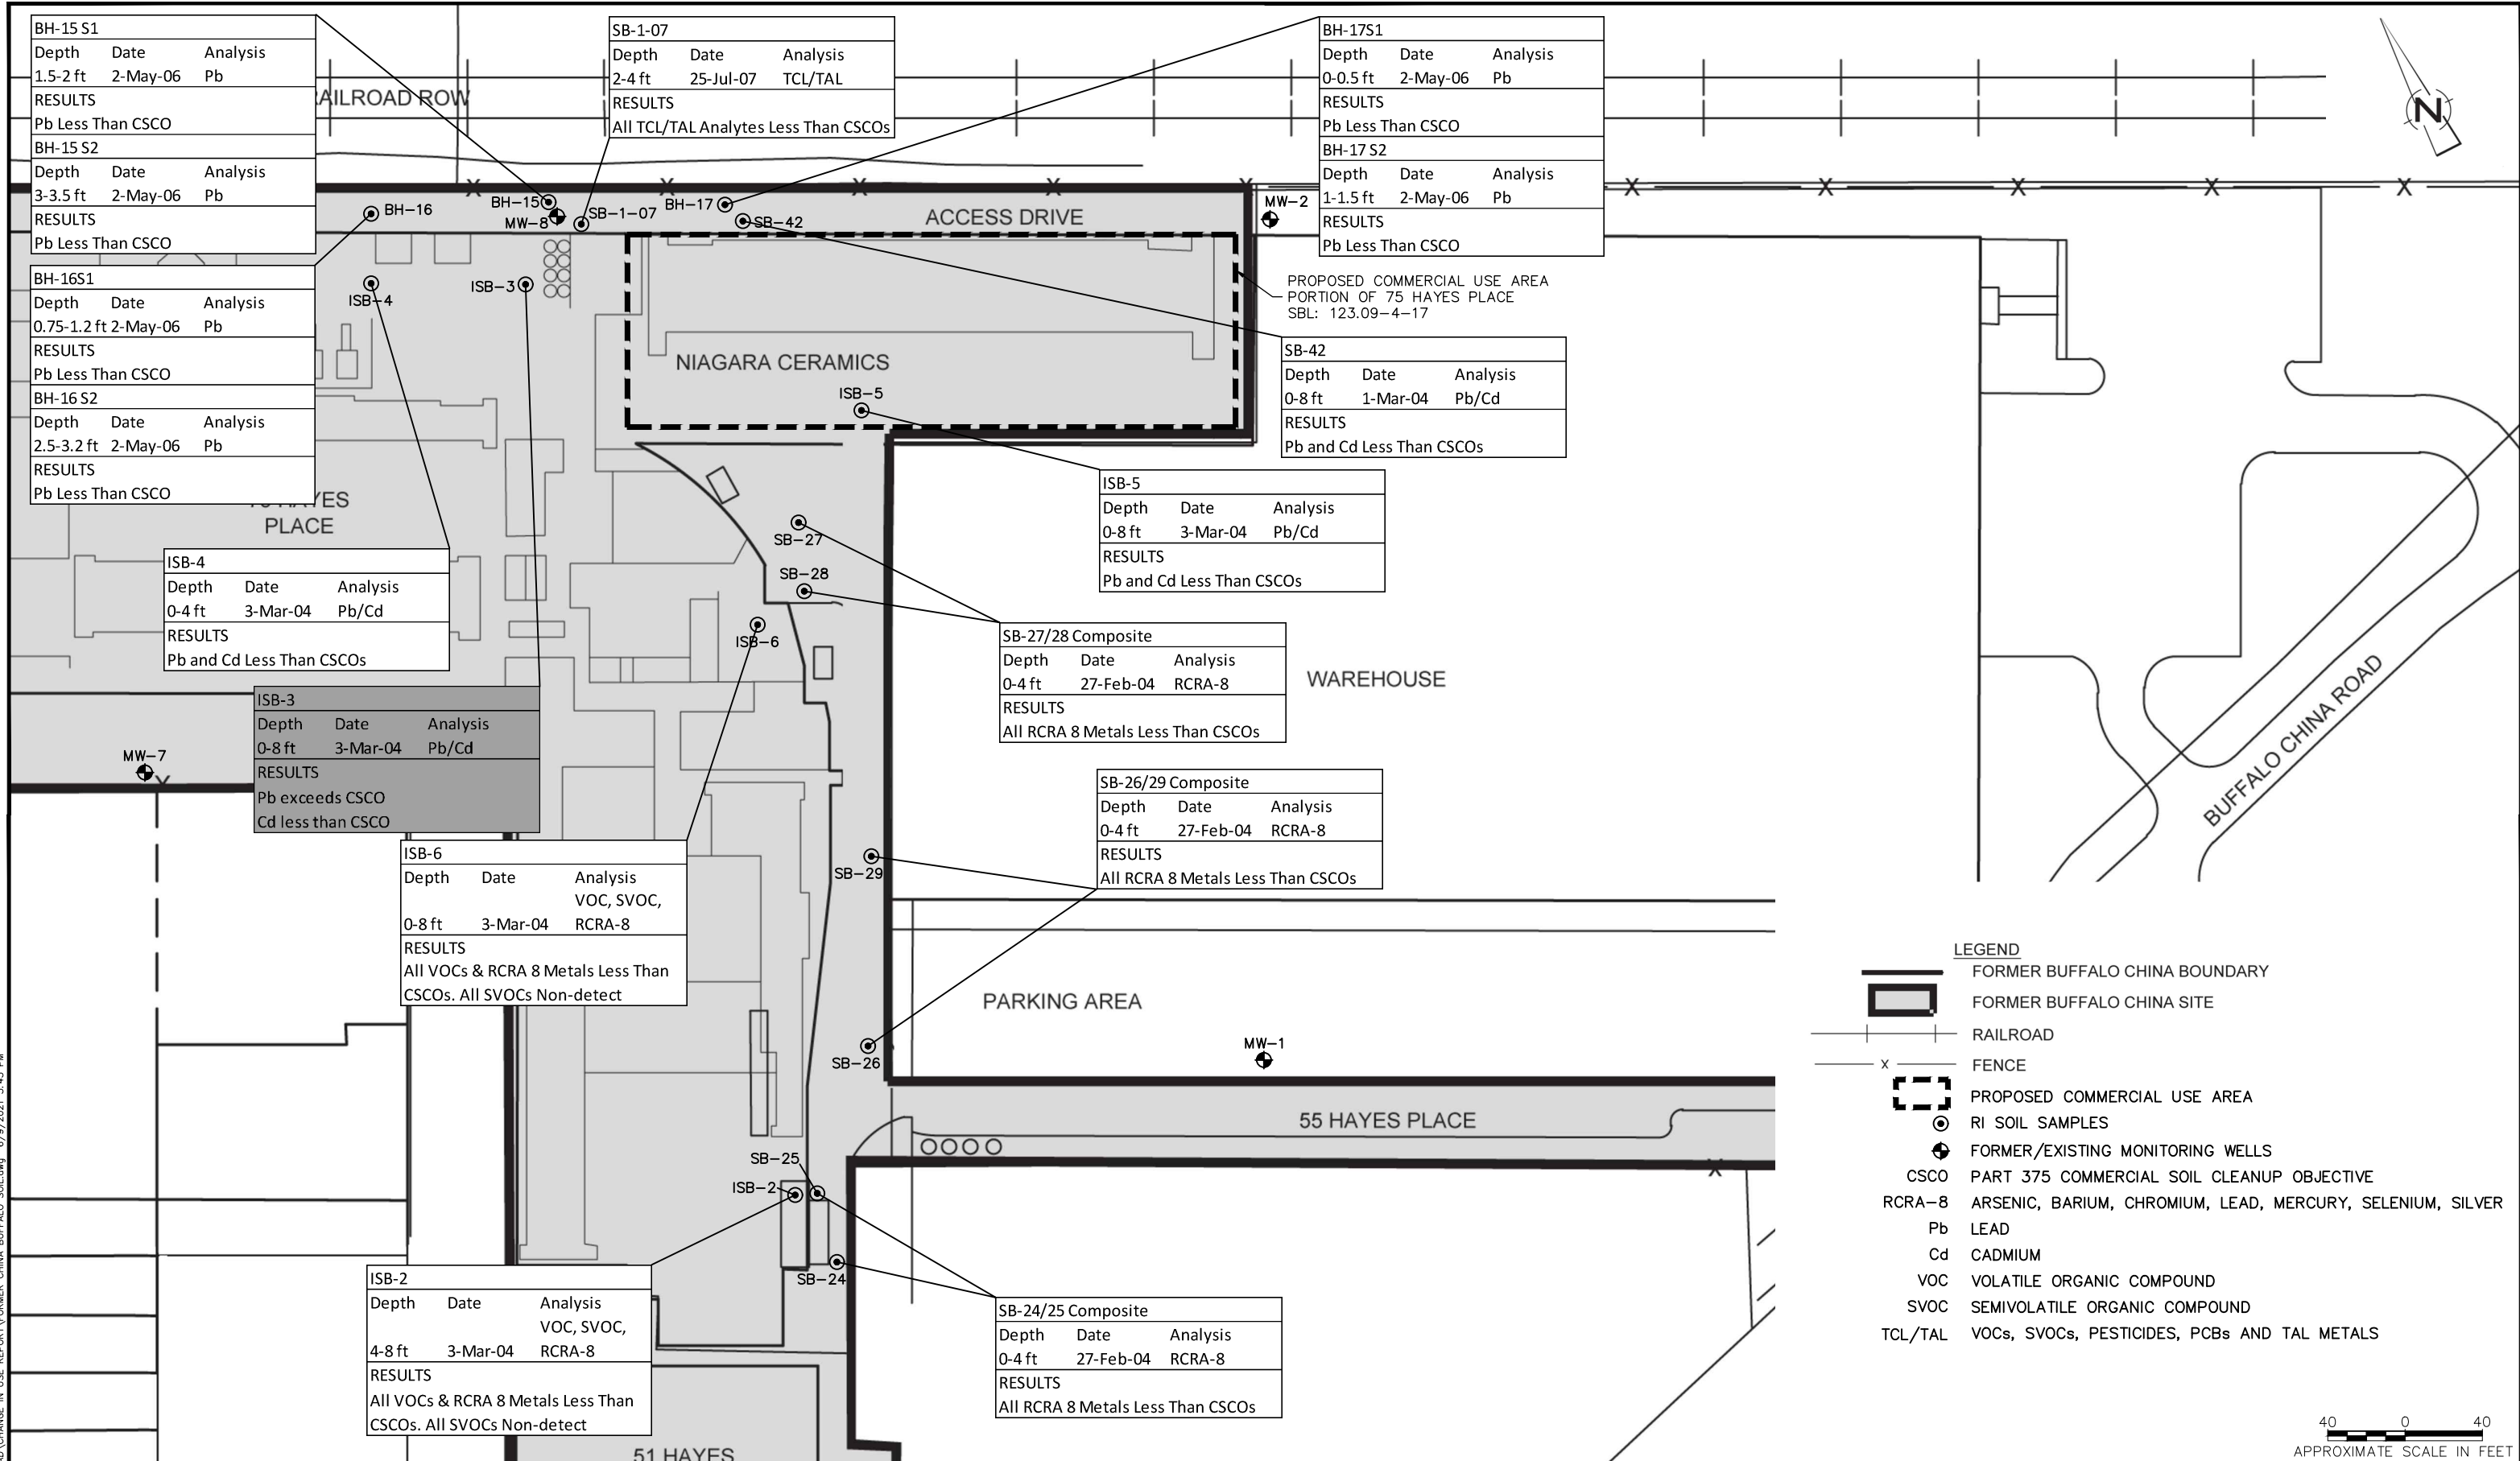 BH-15 S1
Depth Date Analysis
1.5-2 ft 2-May-06 Pb
RESULTS
Pb Less Than CSCO
BH-15 S2
Depth Date Analysis
3-3.5 ft 2-May-06 Pb
RESULTS
Pb Less Than CSCO
RAILROAD ROW
SB-1-07
Depth Date Analysis
2-4 ft 25-Jul-07 TCL/TAL
RESULTS
All TCL/TAL Analytes Less Than CSCOs
BH-17S1
Depth Date Analysis
0-0.5 ft 2-May-06 Pb
RESULTS
Pb Less Than CSCO
BH-17 S2
Depth Date Analysis
1-1.5 ft 2-May-06 Pb
RESULTS
Pb Less Than CSCO
N
BH-16
BH-15
MW-8
SB-1-07
BH-17
SB-42
ACCESS DRIVE
MW-2
BH-16S1
Depth Date Analysis
0.75-1.2 ft 2-May-06 Pb
RESULTS
Pb Less Than CSCO
BH-16 S2
Depth Date Analysis
2.5-3.2 ft 2-May-06 Pb
RESULTS
Pb Less Than CSCO
ISB-4
ISB-3
PROPOSED COMMERCIAL USE AREA
PORTION OF 75 HAYES PLACE
SBL: 123.09-4-17
NIAGARA CERAMICS
ISB-5
SB-42
Depth Date Analysis
0-8 ft 1-Mar-04 Pb/Cd
RESULTS
Pb and Cd Less Than CSCOs
ISB-5
Depth Date Analysis
0-8 ft 3-Mar-04 Pb/Cd
RESULTS
Pb and Cd Less Than CSCOs
PLACE
SB-27
SB-28
ISB-6
ISB-4
Depth Date Analysis
0-4 ft 3-Mar-04 Pb/Cd
RESULTS
Pb and Cd Less Than CSCOs
SB-27/28 Composite
Depth Date Analysis
0-4 ft 27-Feb-04 RCRA-8
RESULTS
All RCRA 8 Metals Less Than CSCOs
WAREHOUSE
BUFFALO CHINA ROAD
ISB-3
Depth Date Analysis
0-8 ft 3-Mar-04 Pb/Cd
RESULTS
Pb exceeds CSCO
Cd less than CSCO
MW-7
SB-26/29 Composite
Depth Date Analysis
0-4 ft 27-Feb-04 RCRA-8
RESULTS
All RCRA 8 Metals Less Than CSCOs
SB-29
ISB-6
Depth Date Analysis
VOC, SVOC,
0-8 ft 3-Mar-04 RCRA-8
RESULTS
All VOCs & RCRA 8 Metals Less Than
CSCOs. All SVOCs Non-detect
PARKING AREA
SB-26
MW-1
55 HAYES PLACE
SB-25
ISB-2
SB-24
ISB-2
Depth Date Analysis
VOC, SVOC,
4-8 ft 3-Mar-04 RCRA-8
RESULTS
All VOCs & RCRA 8 Metals Less Than
CSCOs. All SVOCs Non-detect
SB-24/25 Composite
Depth Date Analysis
0-4 ft 27-Feb-04 RCRA-8
RESULTS
All RCRA 8 Metals Less Than CSCOs
51 HAYES
LEGEND
FORMER BUFFALO CHINA BOUNDARY
FORMER BUFFALO CHINA SITE
RAILROAD
X FENCE
PROPOSED COMMERCIAL USE AREA
RI SOIL SAMPLES
FORMER/EXISTING MONITORING WELLS
CSCO PART 375 COMMERCIAL SOIL CLEANUP OBJECTIVE
RCRA-8 ARSENIC, BARIUM, CHROMIUM, LEAD, MERCURY, SELENIUM, SILVER
Pb LEAD
Cd CADMIUM
VOC VOLATILE ORGANIC COMPOUND
SVOC SEMIVOLATILE ORGANIC COMPOUND
TCL/TAL VOCs, SVOCs, PESTICIDES, PCBs AND TAL METALS
40 0 40
APPROXIMATE SCALE IN FEET